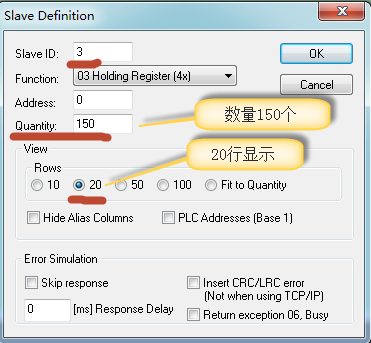 Slave Definition
Slave ID: 3
OK
Function: 03 Holding Register (4x)
Cancel
Address: 0
Quantity: 150
数量150个
View
20行显示
Rows
10 20 50 100 Fit to Quantity
Hide Alias Columns PLC Addresses (Base 1)
Error Simulation
Skip response
Insert CRC/LRC error
(Not when using TCP/IP)
0 [ms] Response Delay
Return exception 06, Busy